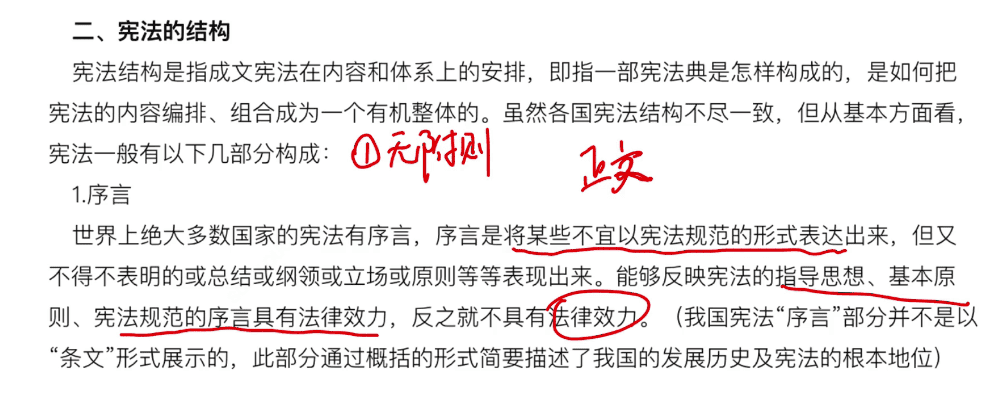 二、宪法的结构
宪法结构是指成文宪法在内容和体系上的安排，即指一部宪法典是怎样构成的，是如何把
宪法的内容编排、组合成为一个有机整体的。虽然各国宪法结构不尽一致，但从基本方面看，
宪法一般有以下几部分构成：①无附则 正文
1.序言
世界上绝大多数国家的宪法有序言，序言是将某些不宜以宪法规范的形式表达出来，但又
不得不表明的或总结或纲领或立场或原则等等表现出来。能够反映宪法的指导思想、基本原
则、宪法规范的序言具有法律效力，反之就不具有法律效力。（我国宪法“序言”部分并不是以
“条文”形式展示的，此部分通过概括的形式简要描述了我国的发展历史及宪法的根本地位）